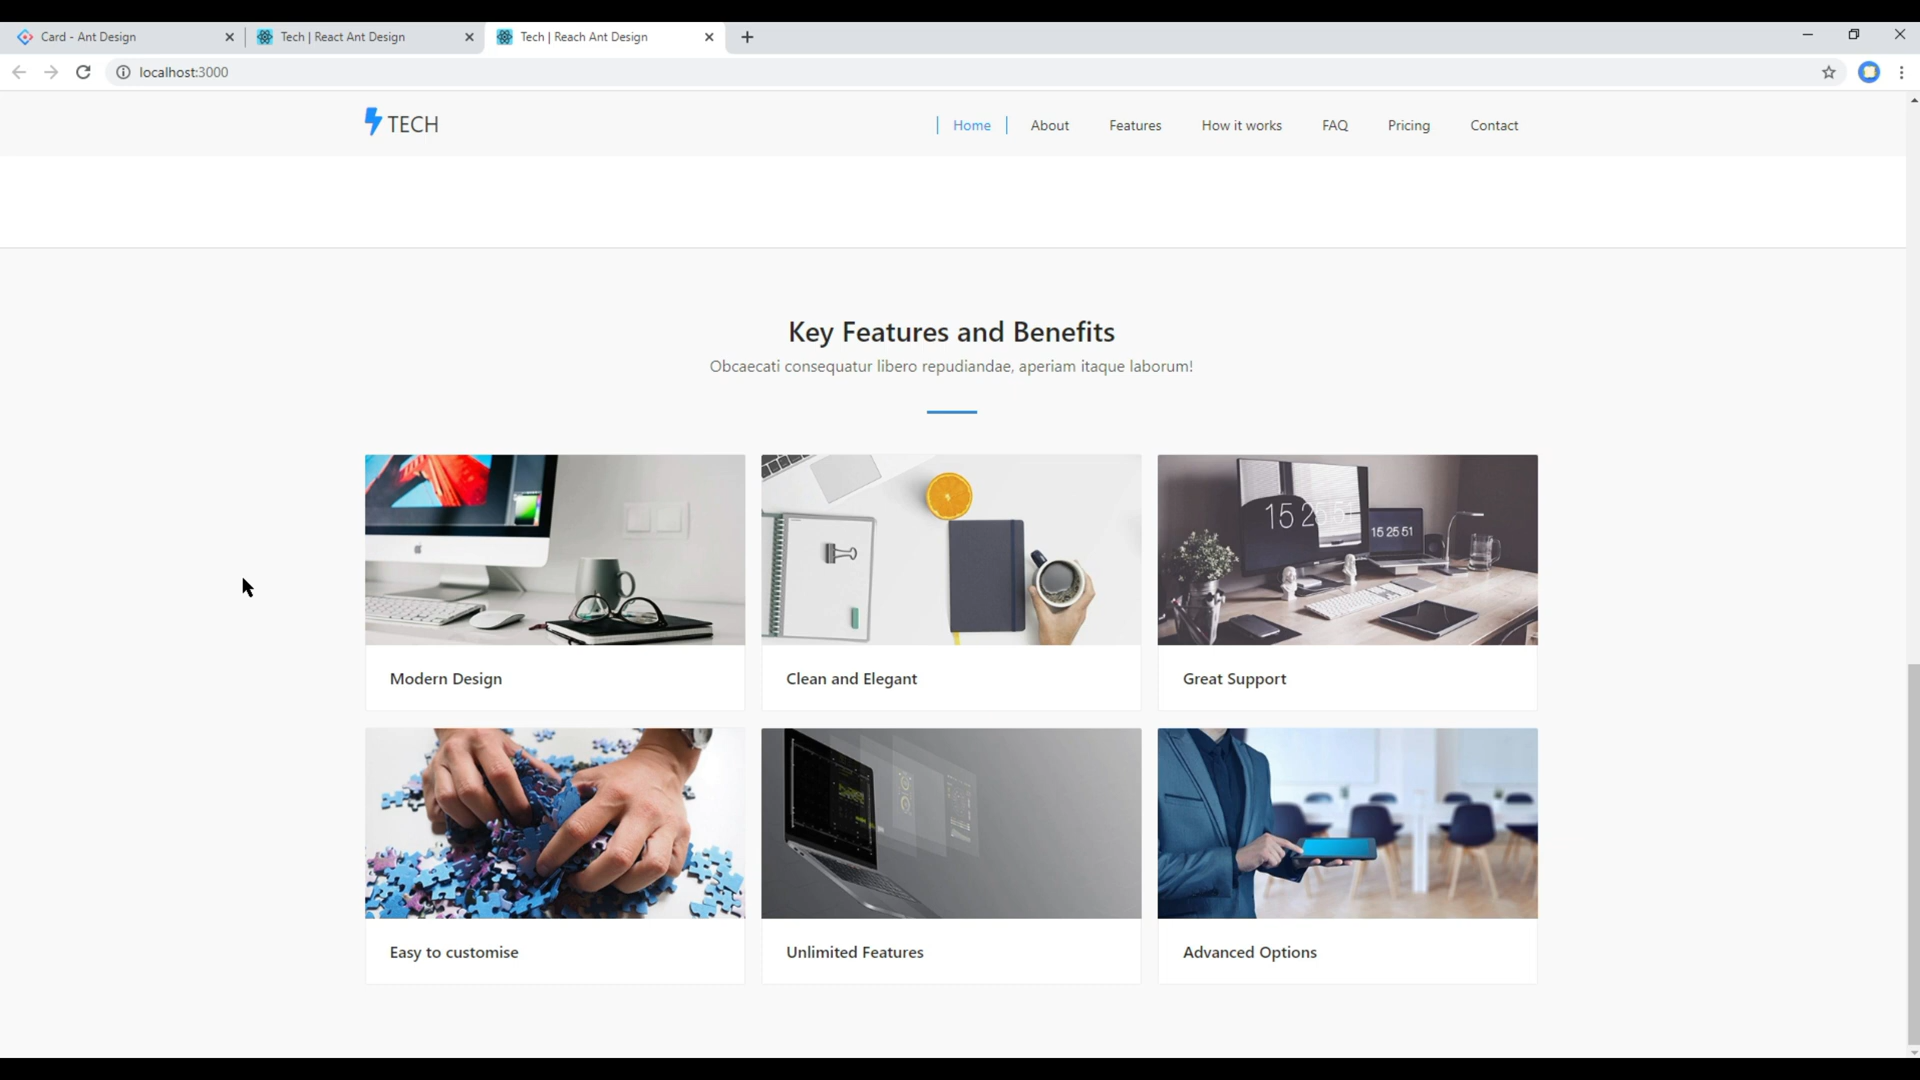 Card - Ant Design
Tech | React Ant Design
Tech | Reach Ant Design
localhost:3000
TECH
Home
About
Features
How it works
FAQ
Pricing
Contact
Key Features and Benefits
Obcaecati consequatur libero repudiandae, aperiam itaque laborum!
15 25 51
15 25 51
Modern Design
Clean and Elegant
Great Support
Easy to customise
Unlimited Features
Advanced Options